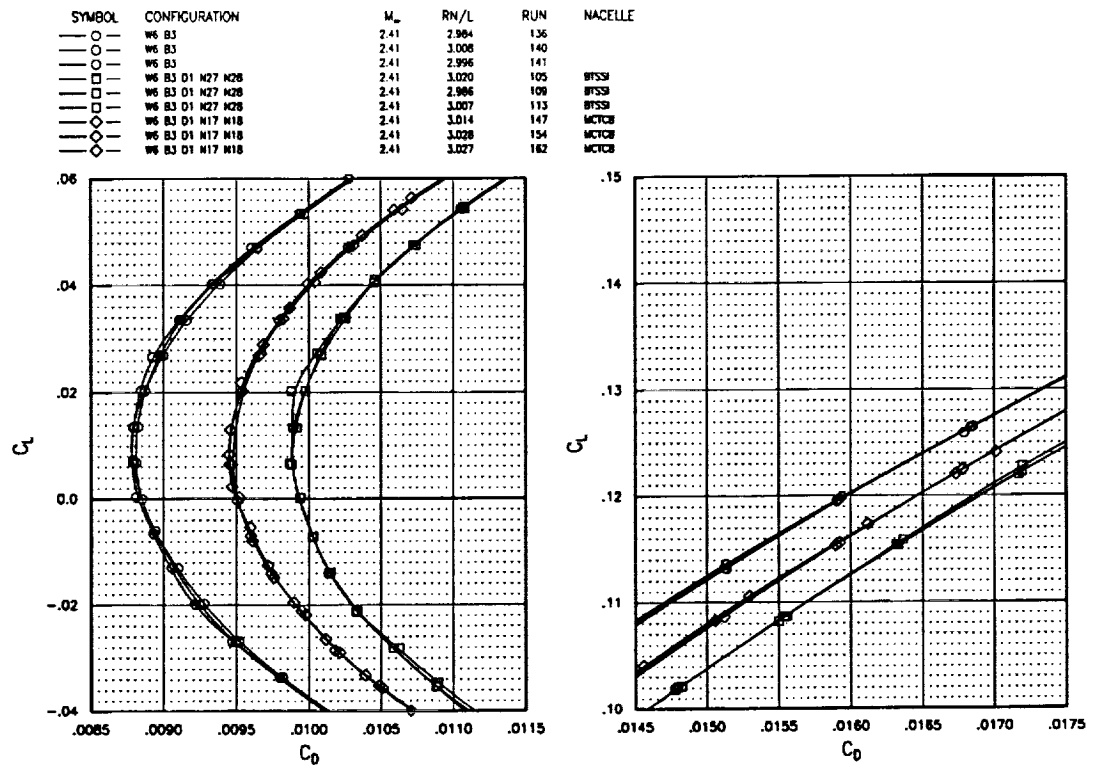 SYMBOL CONFIGURATION M∞ RN/L RUN NACELLE
W6 B3 2.41 2.984 136
W6 B3 2.41 3.008 140
W6 B3 2.41 2.996 141
W6 B3 D1 N27 N28 2.41 3.020 105 BTSSI
W6 B3 D1 N27 N28 2.41 2.986 109 BTSSI
W6 B3 D1 N27 N28 2.41 3.007 113 BTSSI
W6 B3 D1 N17 N18 2.41 3.014 147 MCTCB
W6 B3 D1 N17 N18 2.41 3.028 154 MCTCB
W6 B3 D1 N17 N18 2.41 3.027 162 MCTCB
.06
.04
.02
0.0
-.02
-.04
CL
.0085 .0090 .0095 .0100 .0105 .0110 .0115
CD
.15
.14
.13
.12
.11
.10
CL
.0145 .0150 .0155 .0160 .0165 .0170 .0175
CD